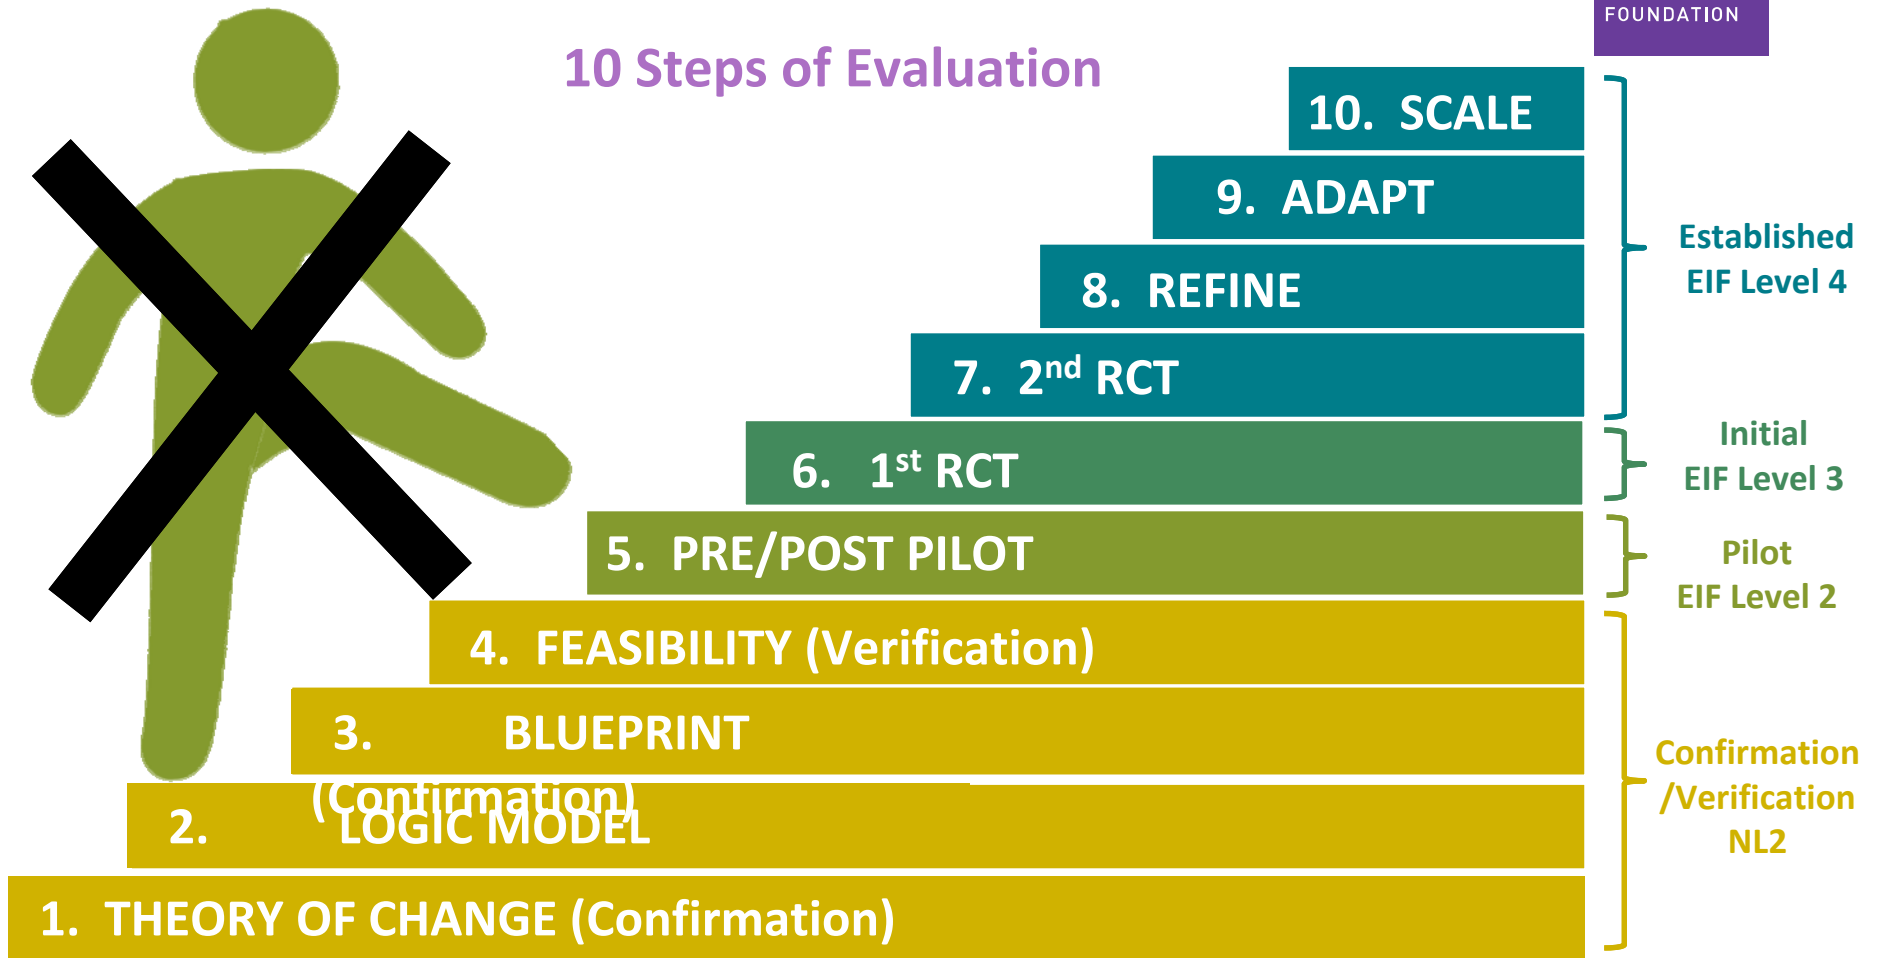 FOUNDATION
10 Steps of Evaluation
10. SCALE
9. ADAPT
8. REFINE
7. 2nd RCT
6. 1st RCT
5. PRE/POST PILOT
4. FEASIBILITY (Verification)
3. BLUEPRINT
(Confirmation)
2. LOGIC MODEL
1. THEORY OF CHANGE (Confirmation)
Established
EIF Level 4
Initial
EIF Level 3
Pilot
EIF Level 2
Confirmation
/Verification
NL2